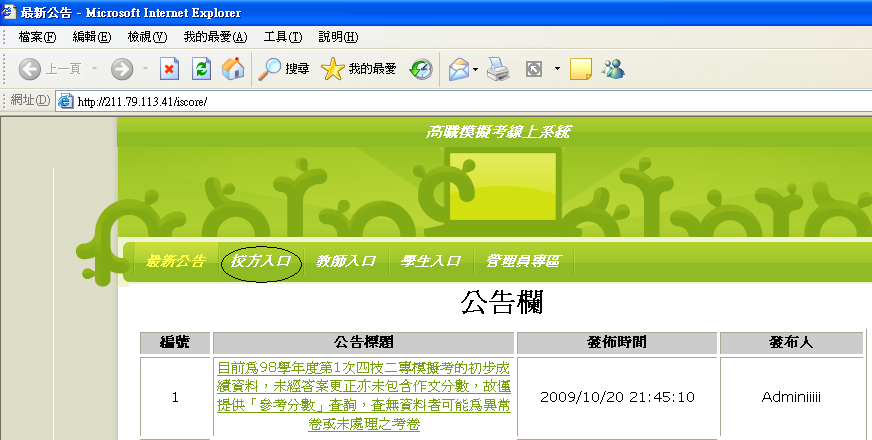 最新公告 - Microsoft Internet Explorer
檔案(F) 編輯(E) 檢視(V) 我的最愛(A) 工具(T) 說明(H)
上一頁 搜尋 我的最愛
網址(D) http://211.79.113.41/iscore/
高職模擬考線上系統
最新公告 校方入口 教師入口 學生入口 管理員專區
公告欄
編號 公告標題 發佈時間 發布人
目前為98學年度第1次四技二專模擬考的初步成
績資料，未經答案更正亦未包含作文分數，故僅
1 2009/10/20 21:45:10 Adminiiiii
提供「參考分數」查詢，查無資料者可能為異常
卷或未處理之考卷